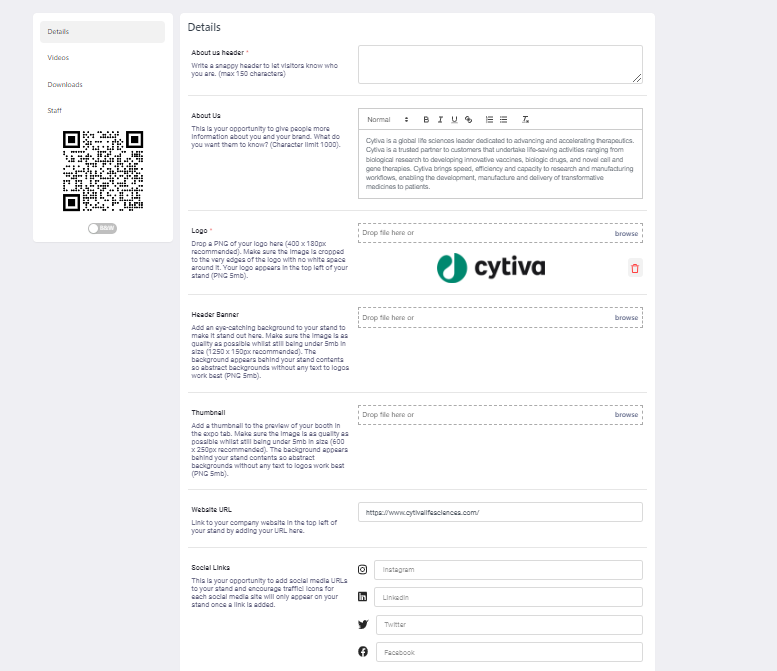 Details
Videos
Downloads
Staff
B&W
Details
About us header *
Write a snappy header to let visitors know who
you are. (max 150 characters)
About Us
This is your opportunity to give people more
information about you and your brand. What do
you want them to know? (Character limit 1000).
Normal
Cytiva is a global life sciences leader dedicated to advancing and accelerating therapeutics.
Cytiva is a trusted partner to customers that undertake life-saving activities ranging from
biological research to developing innovative vaccines, biologic drugs, and novel cell and
gene therapies. Cytiva brings speed, efficiency and capacity to research and manufacturing
workflows, enabling the development, manufacture and delivery of transformative
medicines to patients.
Logo *
Drop a PNG of your logo here (400 x 180px
recommended). Make sure the image is cropped
to the very edges of the logo with no white space
around it. Your logo appears in the top left of your
stand (PNG 5mb).
Drop file here or
browse
cytiva
Header Banner
Add an eye-catching background to your stand to
make it stand out here. Make sure the image is as
quality as possible whilst still being under 5mb in
size (1250 x 150px recommended). The
background appears behind your stand contents
so abstract backgrounds without any text to logos
work best (PNG 5mb).
Drop file here or
browse
Thumbnail
Add a thumbnail to the preview of your booth in
the expo tab. Make sure the image is as quality as
possible whilst still being under 5mb in size (600
x 250px recommended). The background appears
behind your stand contents so abstract
backgrounds without any text to logos work best
(PNG 5mb).
Drop file here or
browse
Website URL
Link to your company website in the top left of
your stand by adding your URL here.
https://www.cytivalifesciences.com/
Social Links
This is your opportunity to add social media URLs
to your stand and encourage traffic! Icons for
each social media site will only appear on your
stand once a link is added.
Instagram
LinkedIn
Twitter
Facebook